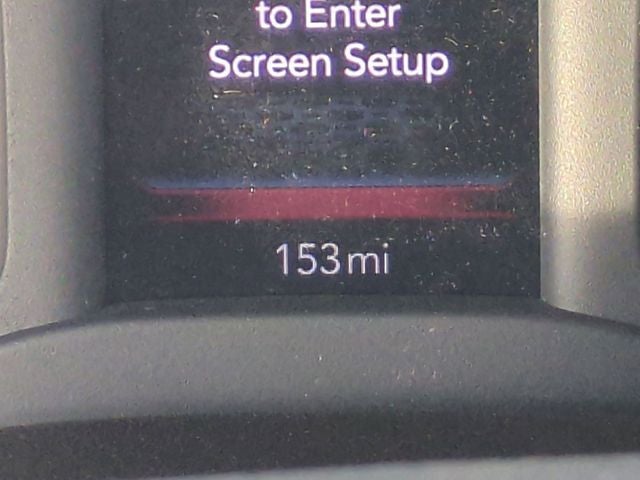 to Enter
Screen Setup
153mi